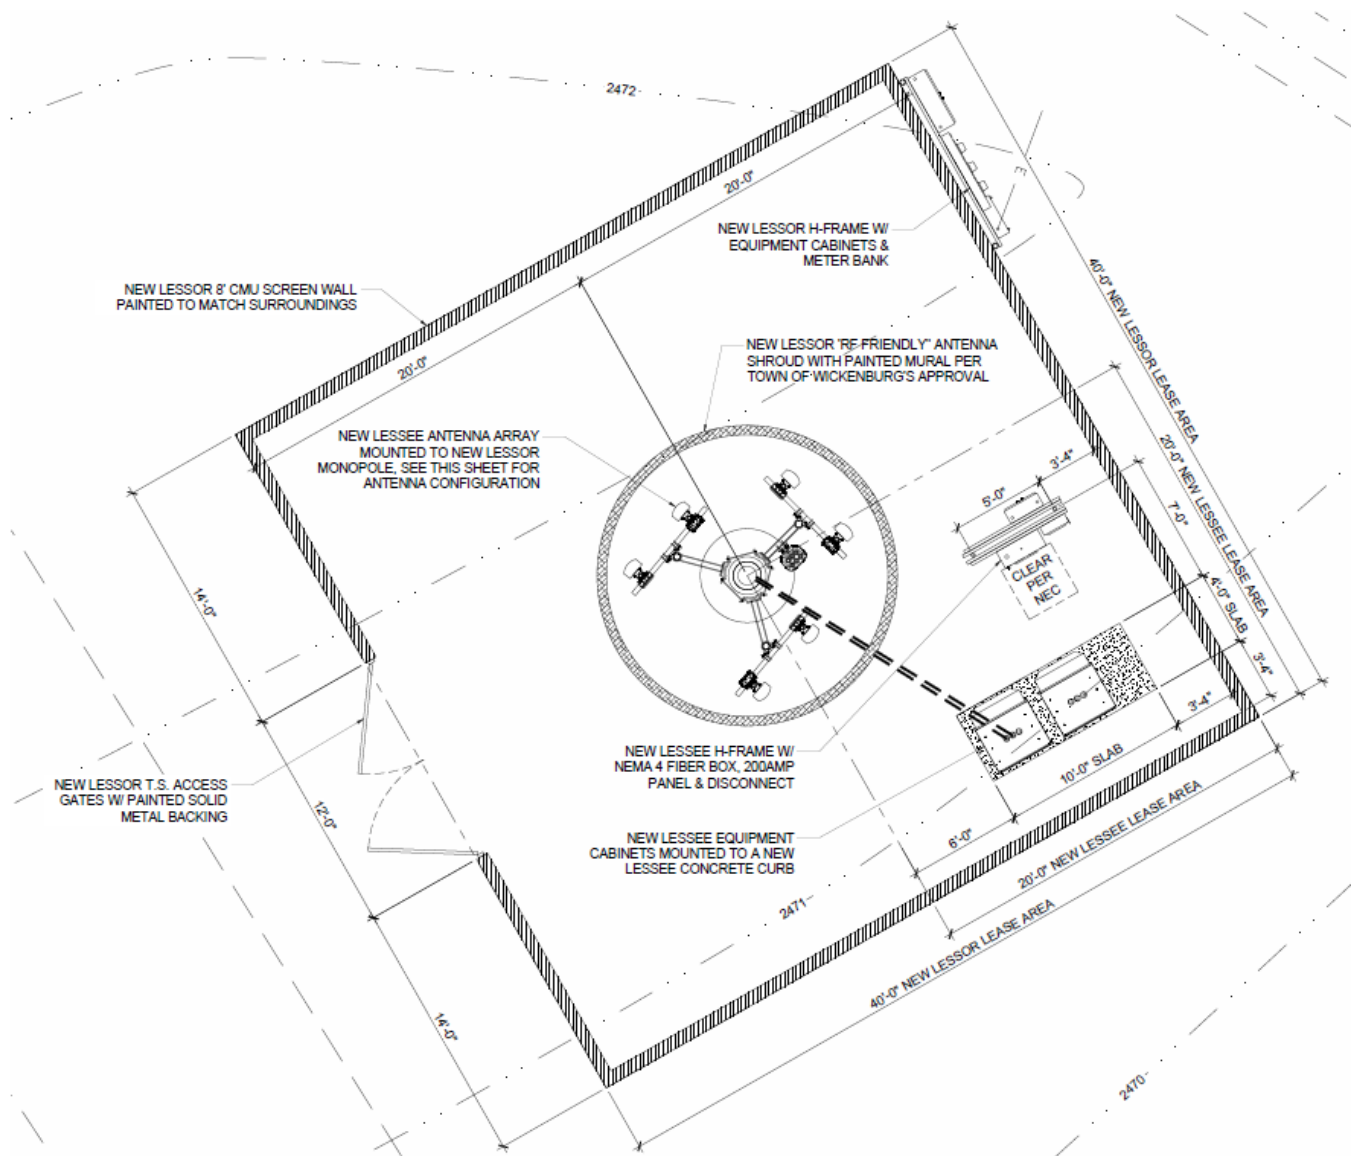 2472
20'-0"
NEW LESSOR H-FRAME W/
EQUIPMENT CABINETS &
METER BANK
E
NEW LESSOR 8' CMU SCREEN WALL
PAINTED TO MATCH SURROUNDINGS
40'-0" NEW LESSOR LEASE AREA
20'-0"
NEW LESSOR "RF FRIENDLY" ANTENNA
SHROUD WITH PAINTED MURAL PER
TOWN OF WICKENBURG'S APPROVAL
NEW LESSEE ANTENNA ARRAY
MOUNTED TO NEW LESSOR
MONOPOLE, SEE THIS SHEET FOR
ANTENNA CONFIGURATION
20'-0" NEW LESSEE LEASE AREA
3'-4"
5'-0"
7'-0"
CLEAR
PER
NEC
4'-0" SLAB
14'-0"
3'-4"
3'-4"
NEW LESSEE H-FRAME W/
NEMA 4 FIBER BOX, 200AMP
PANEL & DISCONNECT
10'-0" SLAB
NEW LESSOR T.S. ACCESS
GATES W/ PAINTED SOLID
METAL BACKING
12'-0"
6'-0"
20'-0" NEW LESSEE LEASE AREA
NEW LESSEE EQUIPMENT
CABINETS MOUNTED TO A NEW
LESSEE CONCRETE CURB
2471
40'-0" NEW LESSOR LEASE AREA
14'-0"
2470